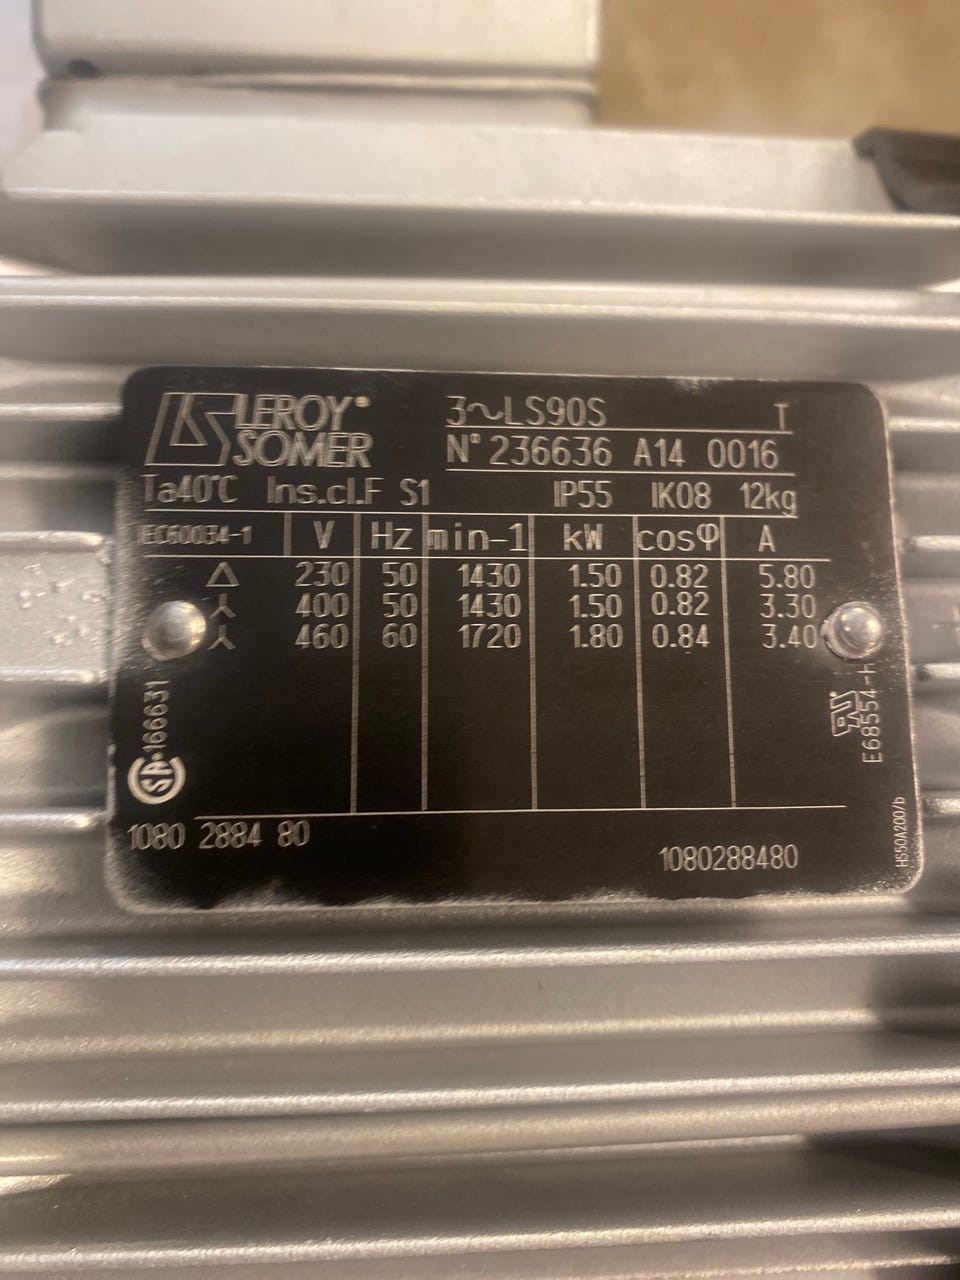 LEROY® 3~LS90S T
SOMER N° 236636 A14 0016
Ta40°C Ins.cl.F S1 IP55 IK08 12kg
IEC60034-1 V Hz min-1 kW cosφ A
Δ 230 50 1430 1.50 0.82 5.80
⅄ 400 50 1430 1.50 0.82 3.30
⅄ 460 60 1720 1.80 0.84 3.40
SA 166631
E68554-H
HS50A200/b
1080 2884 80
1080288480